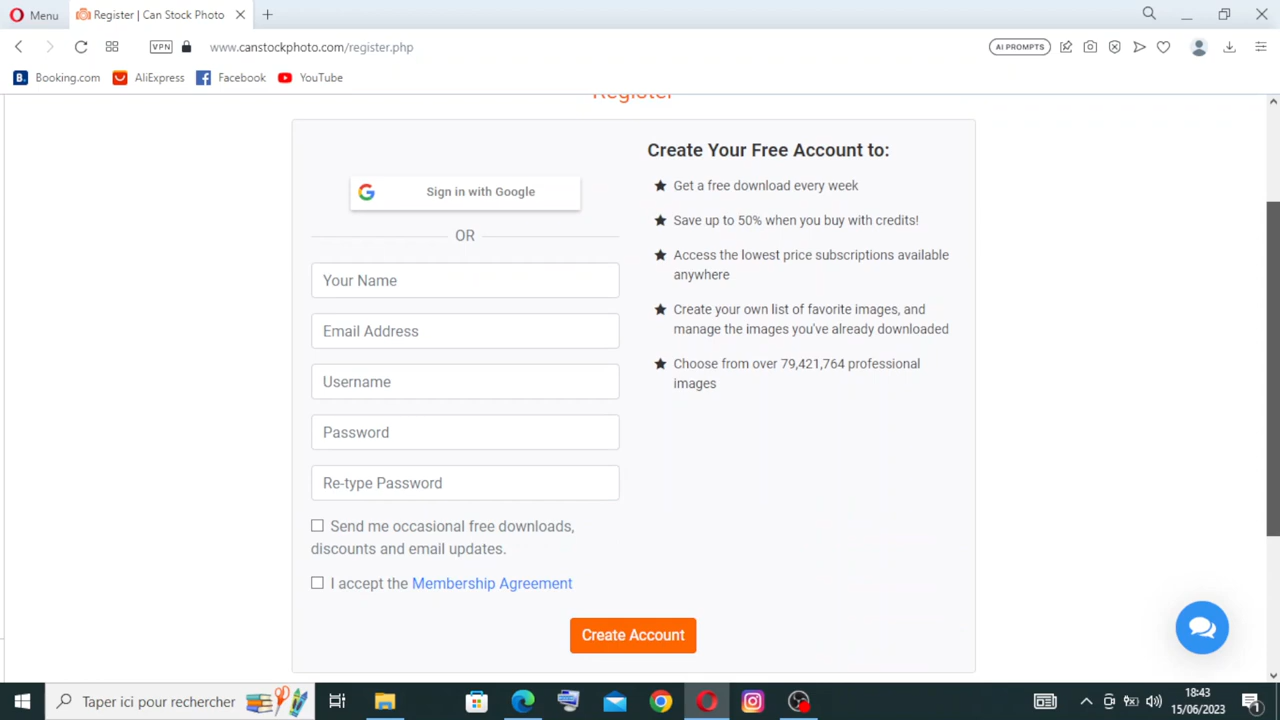 Menu
Register | Can Stock Photo
VPN
www.canstockphoto.com/register.php
AI PROMPTS
B.
Booking.com
AliExpress
Facebook
YouTube
Register
Sign in with Google
OR
Your Name
Email Address
Username
Password
Re-type Password
Send me occasional free downloads,
discounts and email updates.
I accept the Membership Agreement
Create Your Free Account to:
Get a free download every week
Save up to 50% when you buy with credits!
Access the lowest price subscriptions available
anywhere
Create your own list of favorite images, and
manage the images you've already downloaded
Choose from over 79,421,764 professional
images
Create Account
Taper ici pour rechercher
18:43
15/06/2023
1